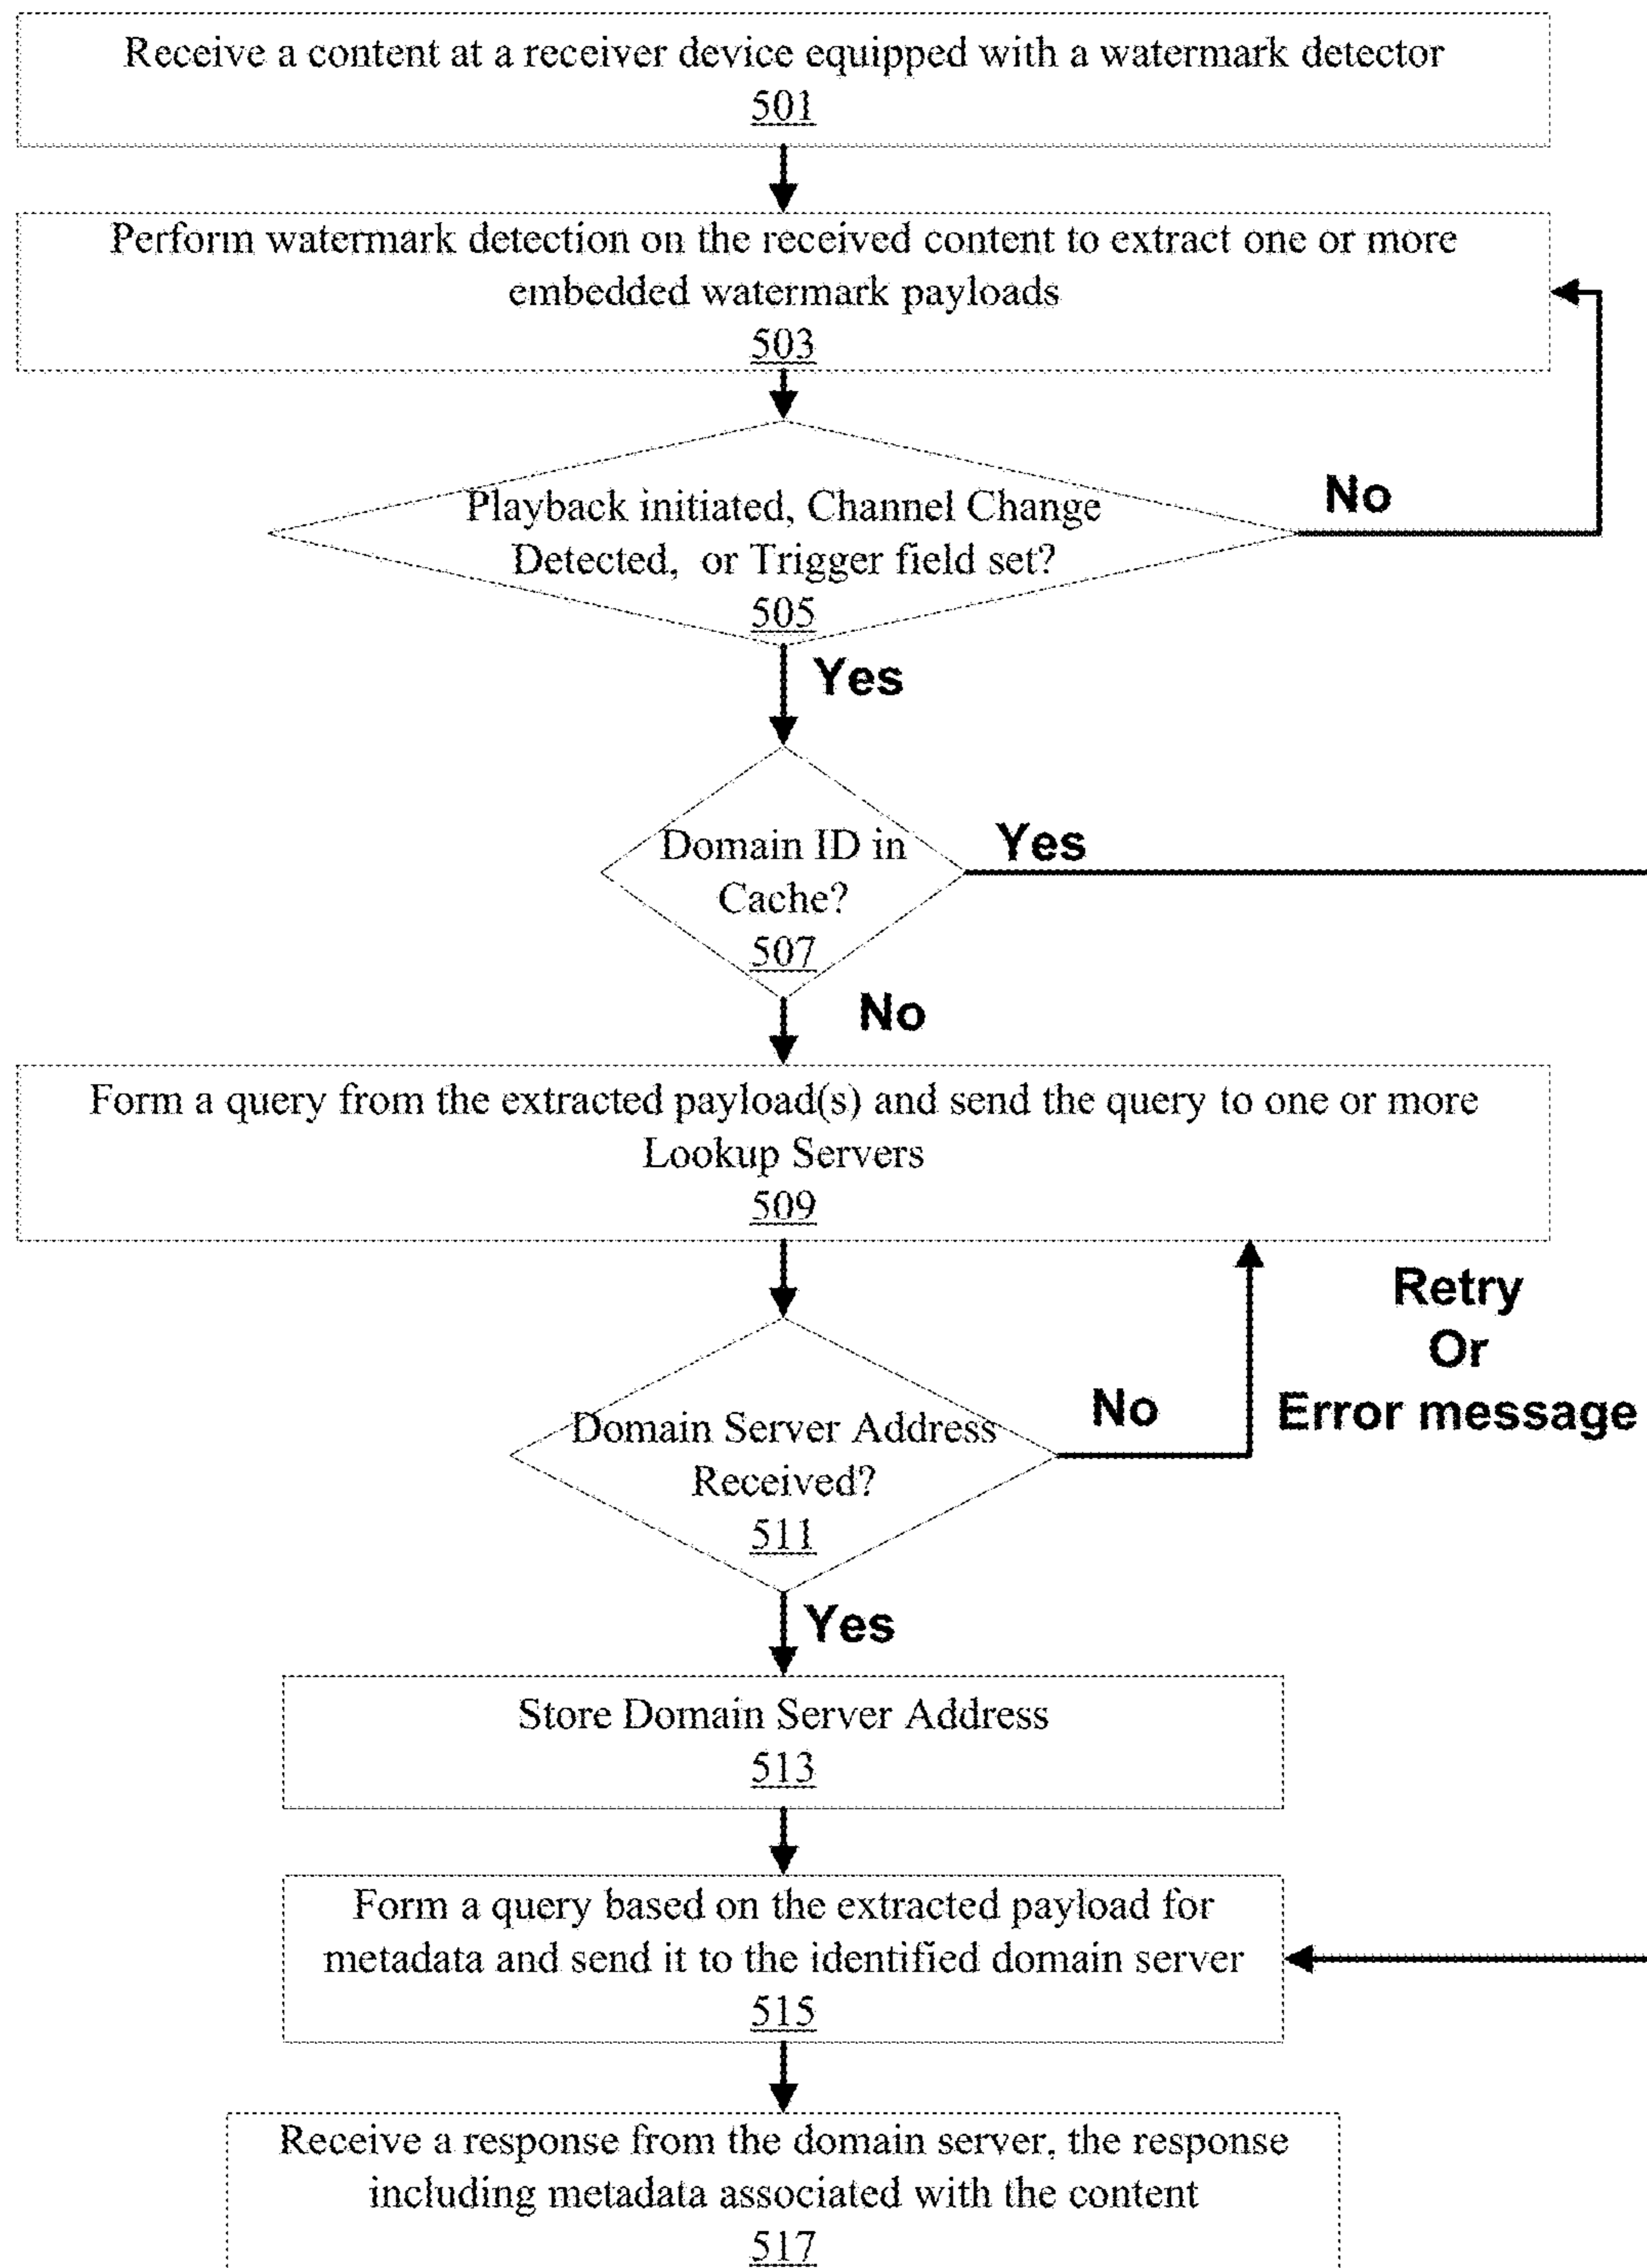 Receive a content at a receiver device equipped with a watermark detector
501
Perform watermark detection on the received content to extract one or more
embedded watermark payloads
503
Playback initiated, Channel Change
Detected, or Trigger field set?
505
No
Yes
Domain ID in
Cache?
507
Yes
No
Form a query from the extracted payload(s) and send the query to one or more
Lookup Servers
509
Retry
Or
Error message
Domain Server Address
Received?
511
No
Yes
Store Domain Server Address
513
Form a query based on the extracted payload for
metadata and send it to the identified domain server
515
Receive a response from the domain server, the response
including metadata associated with the content
517